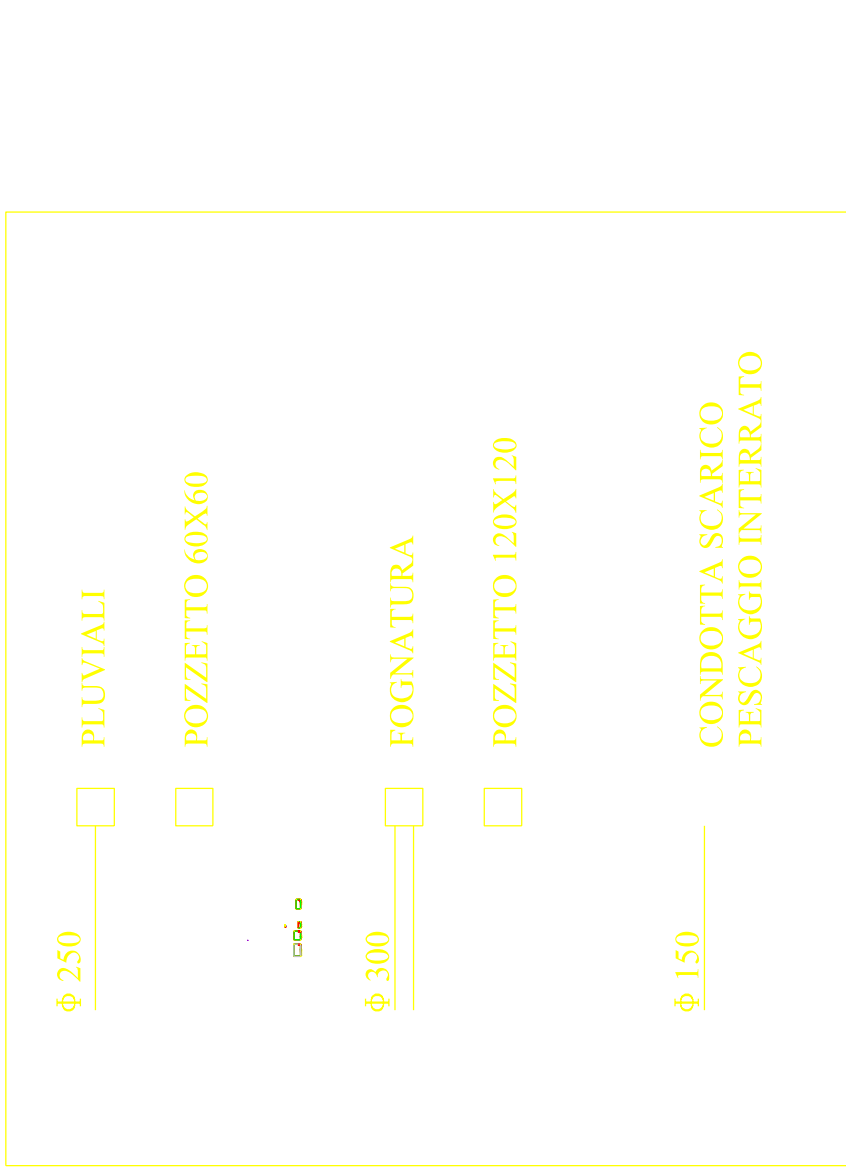 Φ 250
PLUVIALI
POZZETTO 60X60
Φ 300
FOGNATURA
POZZETTO 120X120
Φ 150
CONDOTTA SCARICO
PESCAGGIO INTERRATO